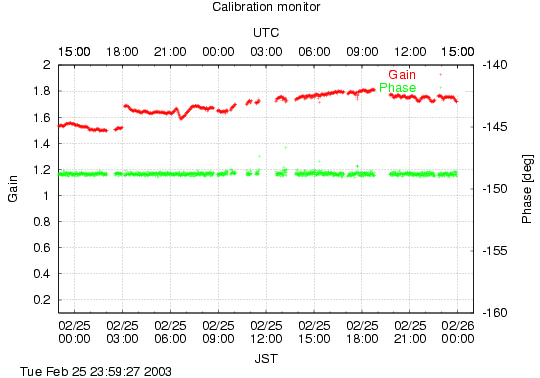 Calibration monitor
UTC
15:00 18:00 21:00 00:00 03:00 06:00 09:00 12:00 15:00
2 -140
Gain
Phase
1.8
1.6 -145
1.4
1.2
-150
1
0.8
-155
0.6
0.4
0.2
-160
Gain
Phase [deg]
02/25 02/25 02/25 02/25 02/25 02/25 02/25 02/25 02/26
00:00 03:00 06:00 09:00 12:00 15:00 18:00 21:00 00:00
JST
Tue Feb 25 23:59:27 2003